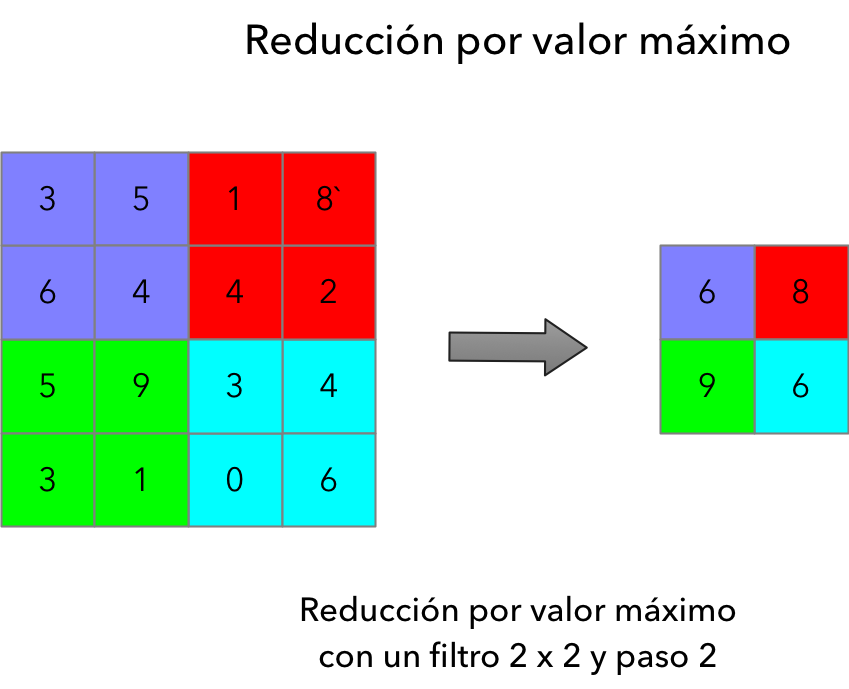 Reducción por valor máximo
3 5 1 8`
6 4 4 2
5 9 3 4
3 1 0 6
6 8
9 6
Reducción por valor máximo
con un filtro 2 x 2 y paso 2